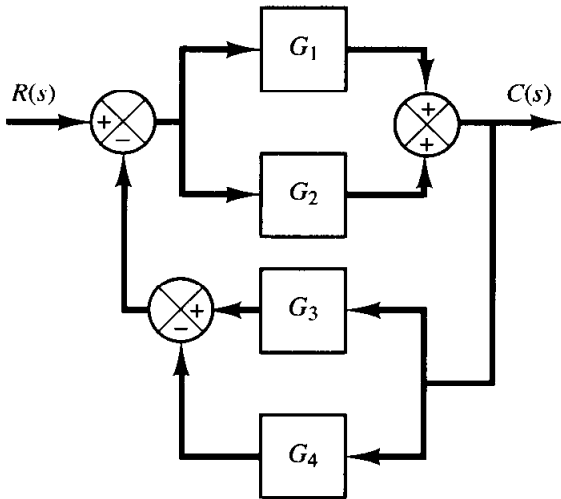 G₁
R(s)
C(s)
+
−
+
+
G₂
G₃
+
−
G₄